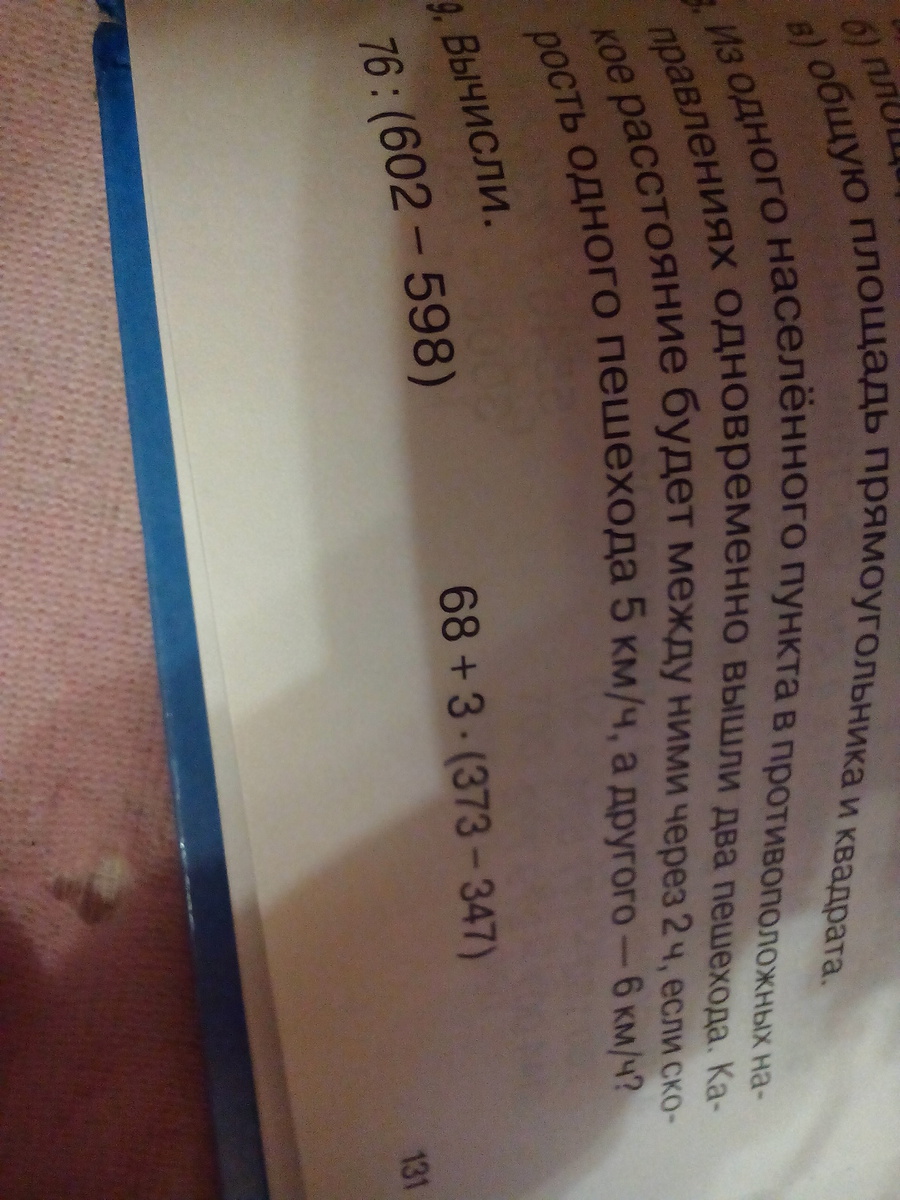 б)
в) общую площадь прямоугольника и квадрата.
Из одного населённого пункта в противоположных на-
правлениях одновременно вышли два пешехода. Ка-
кое расстояние будет между ними через 2 ч, если ско-
рость одного пешехода 5 км/ч, а другого — 6 км/ч?
9. Вычисли.
76 : (602 – 598) 68 + 3 · (373 – 347)
131